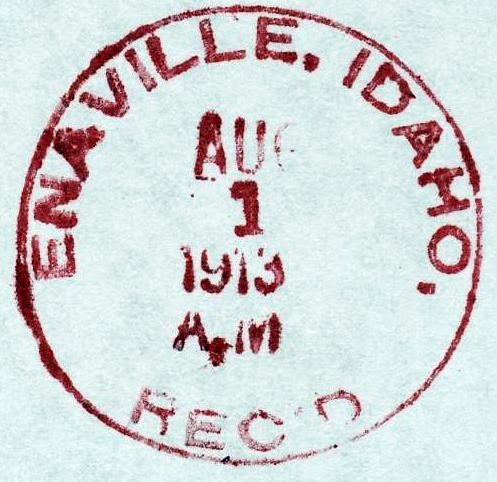 ENAVILLE, IDAHO,
AUG
1
1913
A.M
REC'D